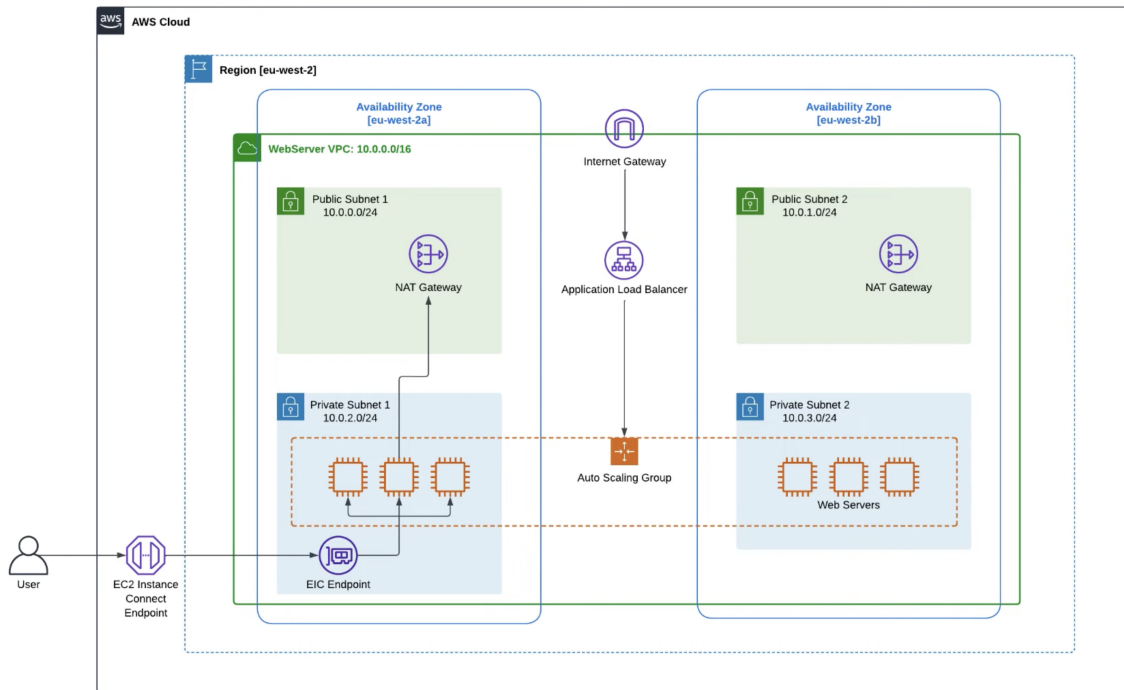 aws
AWS Cloud
Region [eu-west-2]
Availability Zone
[eu-west-2a]
Availability Zone
[eu-west-2b]
WebServer VPC: 10.0.0.0/16
Internet Gateway
Public Subnet 1
10.0.0.0/24
Public Subnet 2
10.0.1.0/24
NAT Gateway
Application Load Balancer
NAT Gateway
Private Subnet 1
10.0.2.0/24
Private Subnet 2
10.0.3.0/24
Auto Scaling Group
Web Servers
User
EC2 Instance
Connect
Endpoint
EIC Endpoint